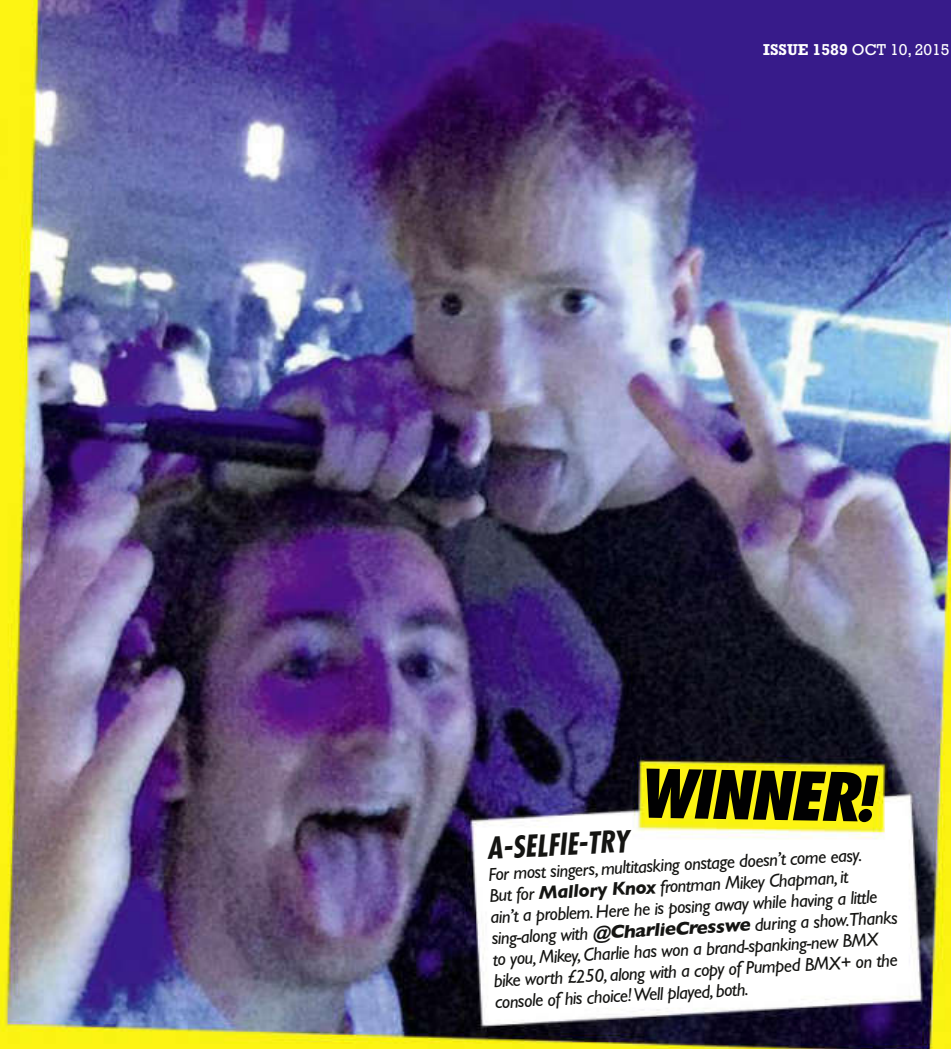 ISSUE 1589 OCT 10, 2015
WINNER!
A-SELFIE-TRY
For most singers, multitasking onstage doesn't come easy.
But for Mallory Knox frontman Mikey Chapman, it
ain't a problem. Here he is posing away while having a little
sing-along with @CharlieCresswe during a show. Thanks
to you, Mikey, Charlie has won a brand-spanking-new BMX
bike worth £250, along with a copy of Pumped BMX+ on the
console of his choice! Well played, both.